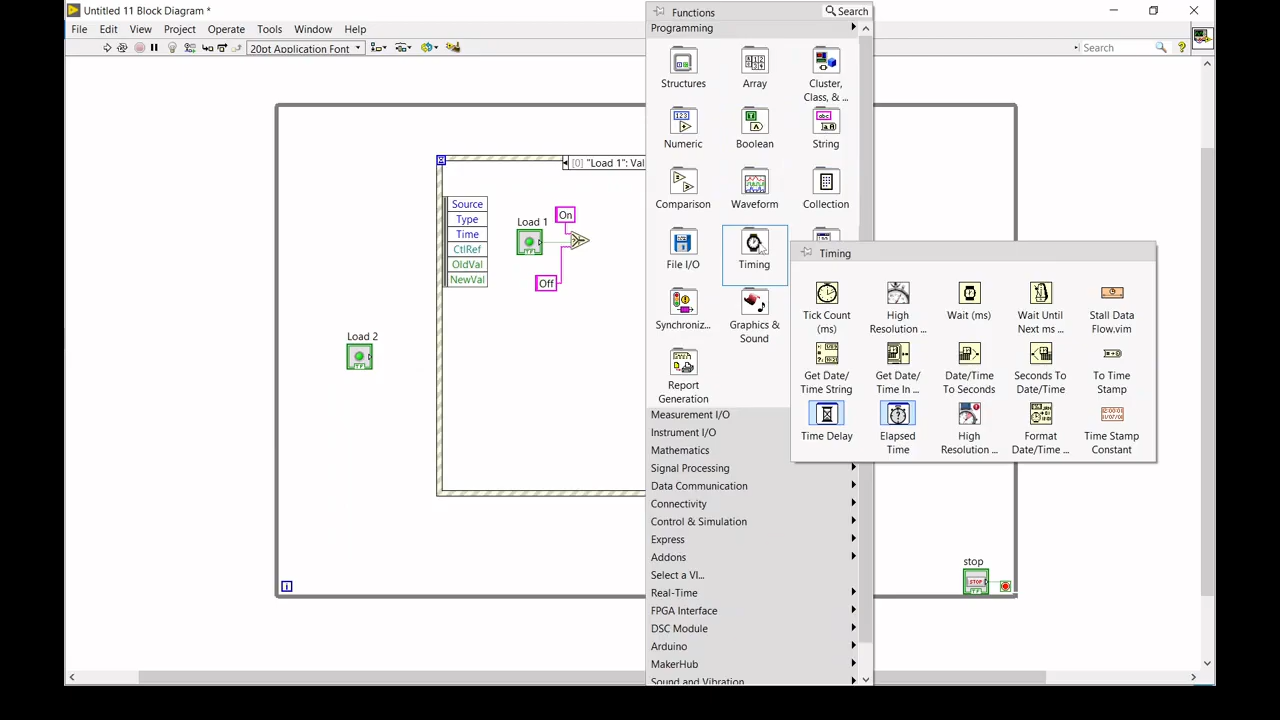 Untitled 11 Block Diagram *
File Edit View Project Operate Tools Window Help
20pt Application Font
Search
?
Functions
Search
Programming
Structures
Array
Cluster, Class, & ...
Numeric
Boolean
String
Comparison
Waveform
Collection
File I/O
Timing
Synchroniz...
Graphics & Sound
Report Generation
Measurement I/O
Instrument I/O
Mathematics
Signal Processing
Data Communication
Connectivity
Control & Simulation
Express
Addons
Select a VI...
Real-Time
FPGA Interface
DSC Module
Arduino
MakerHub
Sound and Vibration
Timing
Tick Count (ms)
High Resolution ...
Wait (ms)
Wait Until Next ms ...
Stall Data Flow.vim
Get Date/ Time String
Get Date/ Time In ...
Date/Time To Seconds
Seconds To Date/Time
To Time Stamp
Time Delay
Elapsed Time
High Resolution ...
Format Date/Time ...
Time Stamp Constant
[0] "Load 1": Val
Source
Type
Time
CtlRef
OldVal
NewVal
Load 1
On
Off
TF
Load 2
TF
i
stop
STOP
TF